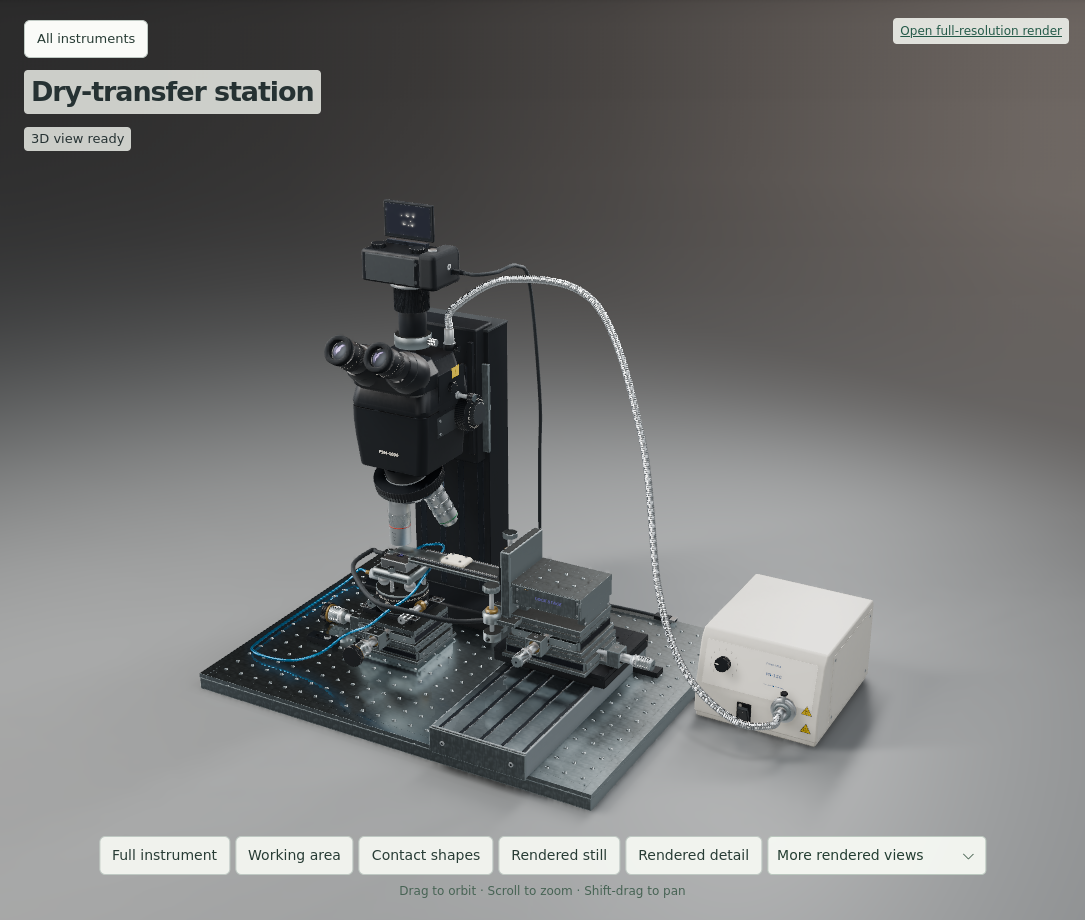 All instruments
Open full-resolution render
Dry-transfer station
3D view ready
Full instrument
Working area
Contact shapes
Rendered still
Rendered detail
More rendered views
Drag to orbit · Scroll to zoom · Shift-drag to pan